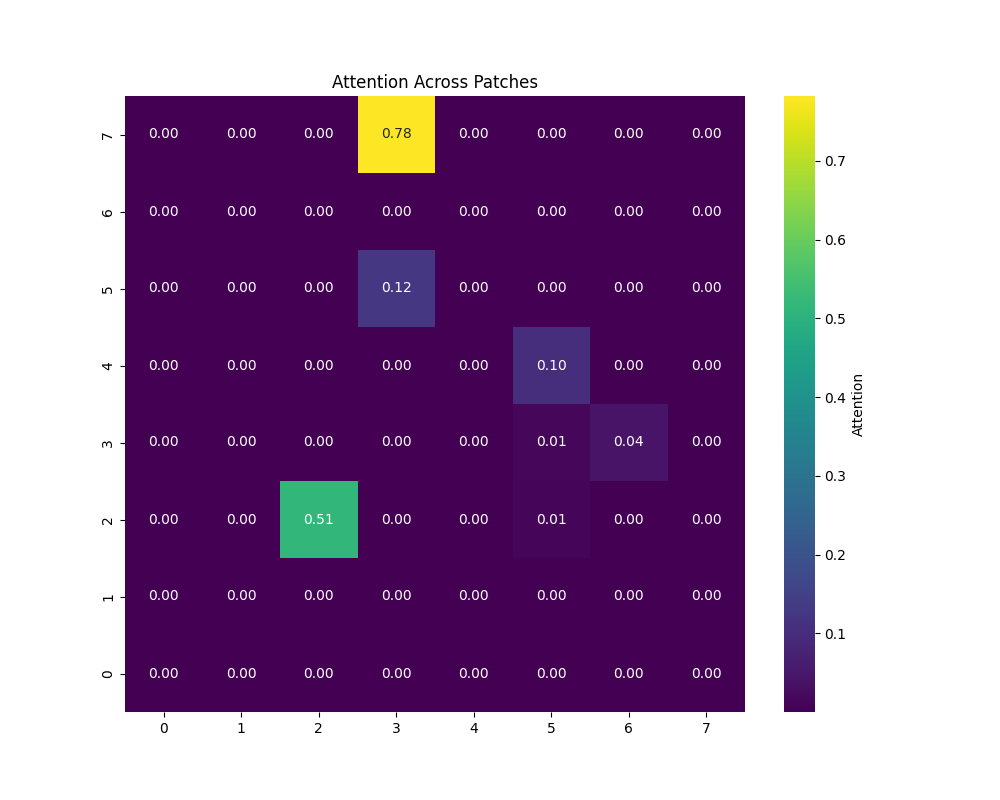 Attention Across Patches
7 0.00 0.00 0.00 0.78 0.00 0.00 0.00 0.00
6 0.00 0.00 0.00 0.00 0.00 0.00 0.00 0.00
5 0.00 0.00 0.00 0.12 0.00 0.00 0.00 0.00
4 0.00 0.00 0.00 0.00 0.00 0.10 0.00 0.00
3 0.00 0.00 0.00 0.00 0.00 0.01 0.04 0.00
2 0.00 0.00 0.51 0.00 0.00 0.01 0.00 0.00
1 0.00 0.00 0.00 0.00 0.00 0.00 0.00 0.00
0 0.00 0.00 0.00 0.00 0.00 0.00 0.00 0.00
0 1 2 3 4 5 6 7
0.7
0.6
0.5
0.4
0.3
0.2
0.1
Attention